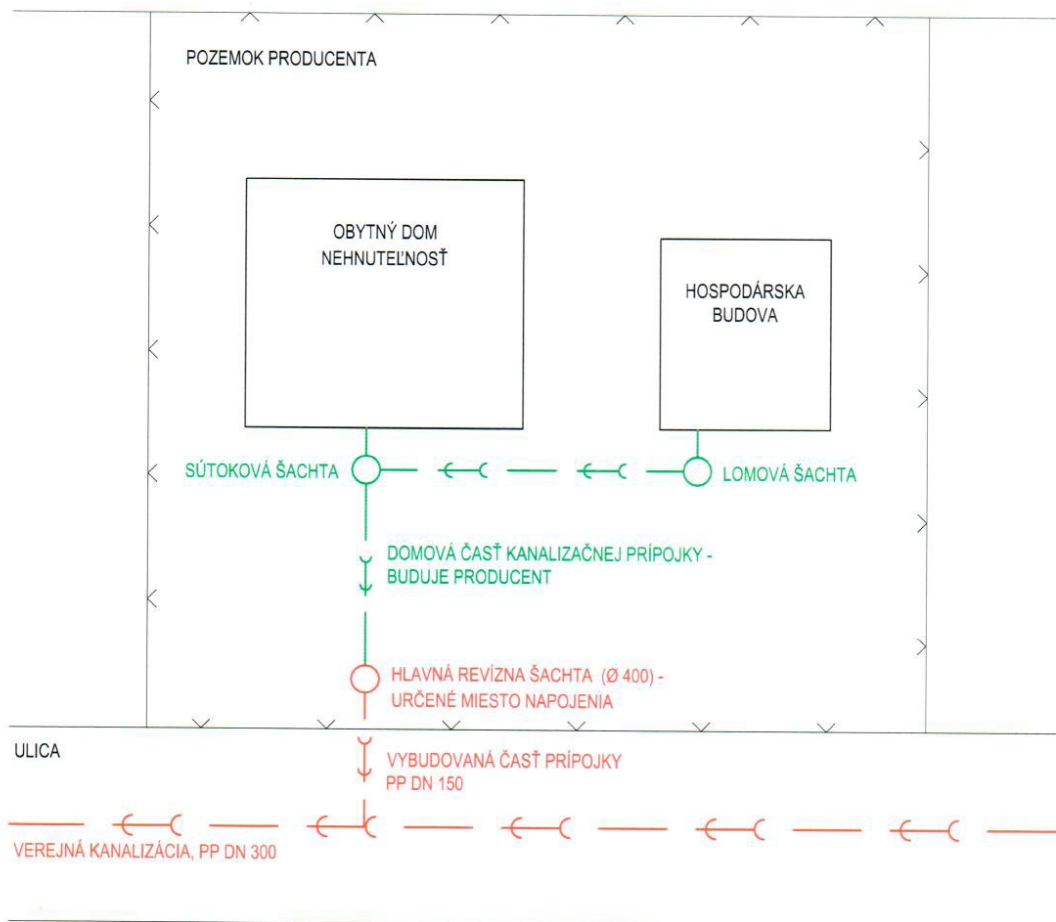 POZEMOK PRODUCENTA
OBYTNÝ DOM
NEHNUTEĽNOSŤ
HOSPODÁRSKA
BUDOVA
SÚTOKOVÁ ŠACHTA
LOMOVÁ ŠACHTA
DOMOVÁ ČASŤ KANALIZAČNEJ PRÍPOJKY -
BUDUJE PRODUCENT
HLAVNÁ REVÍZNA ŠACHTA (Ø 400) -
URČENÉ MIESTO NAPOJENIA
ULICA
VYBUDOVANÁ ČASŤ PRÍPOJKY
PP DN 150
VEREJNÁ KANALIZÁCIA, PP DN 300